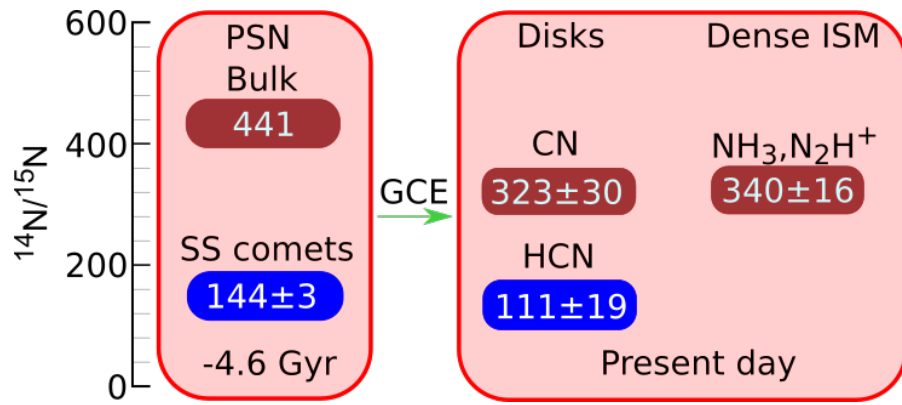 ¹⁴N/¹⁵N
600
400
200
0
PSN
Bulk
441
SS comets
144±3
-4.6 Gyr
GCE
Disks
Dense ISM
CN
323±30
NH₃,N₂H⁺
340±16
HCN
111±19
Present day